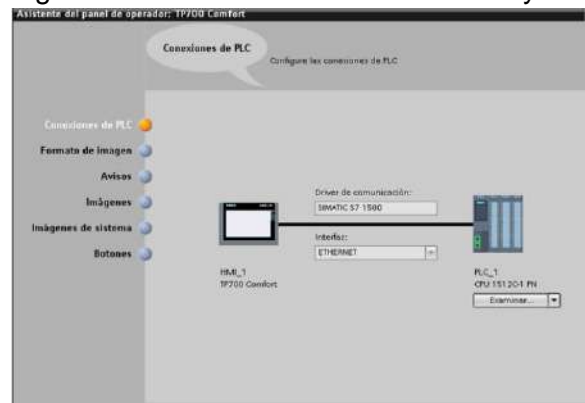 Asistente del panel de operador: TP700 Comfort
Conexiones de PLC
Configure las conexiones de PLC
Conexiones de PLC
Formato de imagen
Avisos
Imágenes
Imágenes de sistema
Botones
Driver de comunicación:
SIMATIC S7 1500
Interfaz:
ETHERNET
HMI_1
TP700 Comfort
PLC_1
CPU 1512C-1 PN
Examinar...